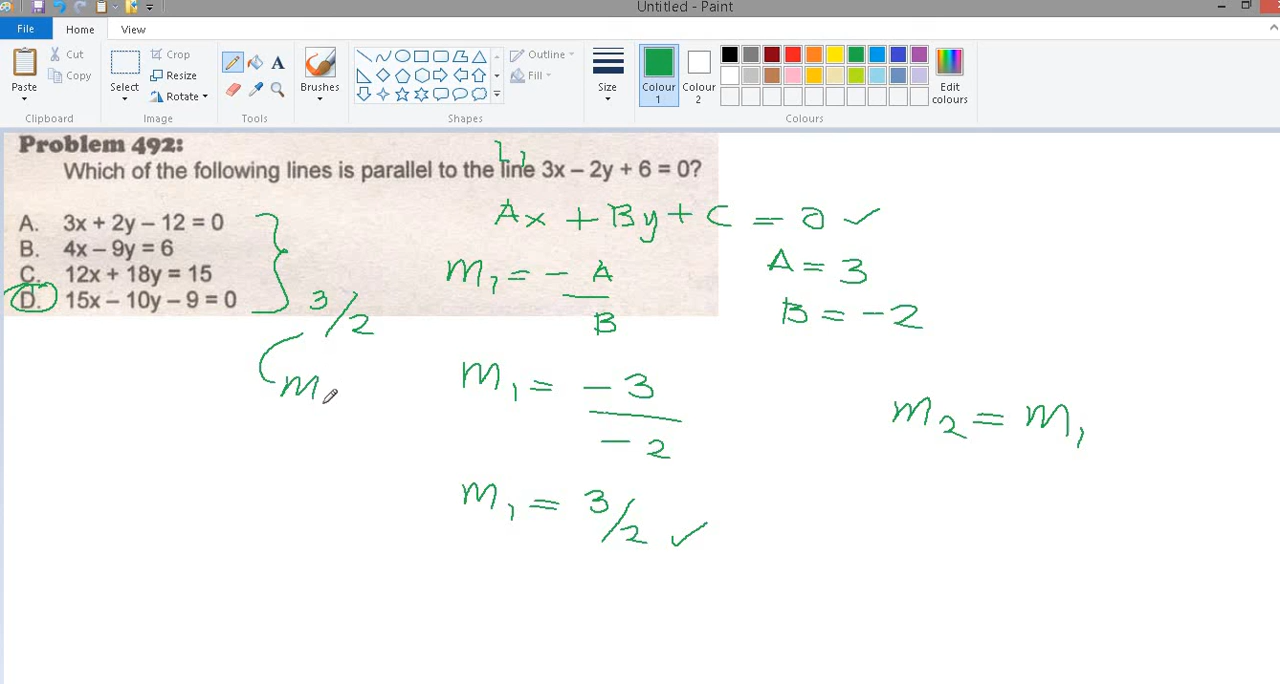 Untitled - Paint
File Home View
Paste
Cut
Copy
Clipboard
Select
Crop
Resize
Rotate
Image
A
Tools
Brushes
Outline
Fill
Shapes
Size
Colour 1
Colour 2
Edit colours
Colours
Problem 492:
Which of the following lines is parallel to the line 3x – 2y + 6 = 0?
L₁
A. 3x + 2y – 12 = 0
B. 4x – 9y = 6
C. 12x + 18y = 15
D. 15x – 10y – 9 = 0
3/2
m
Ax + By + C = 0 ✓
m₁ = - A/B
A = 3
B = -2
m₁ = -3/-2
m₁ = 3/2 ✓
m₂ = m₁